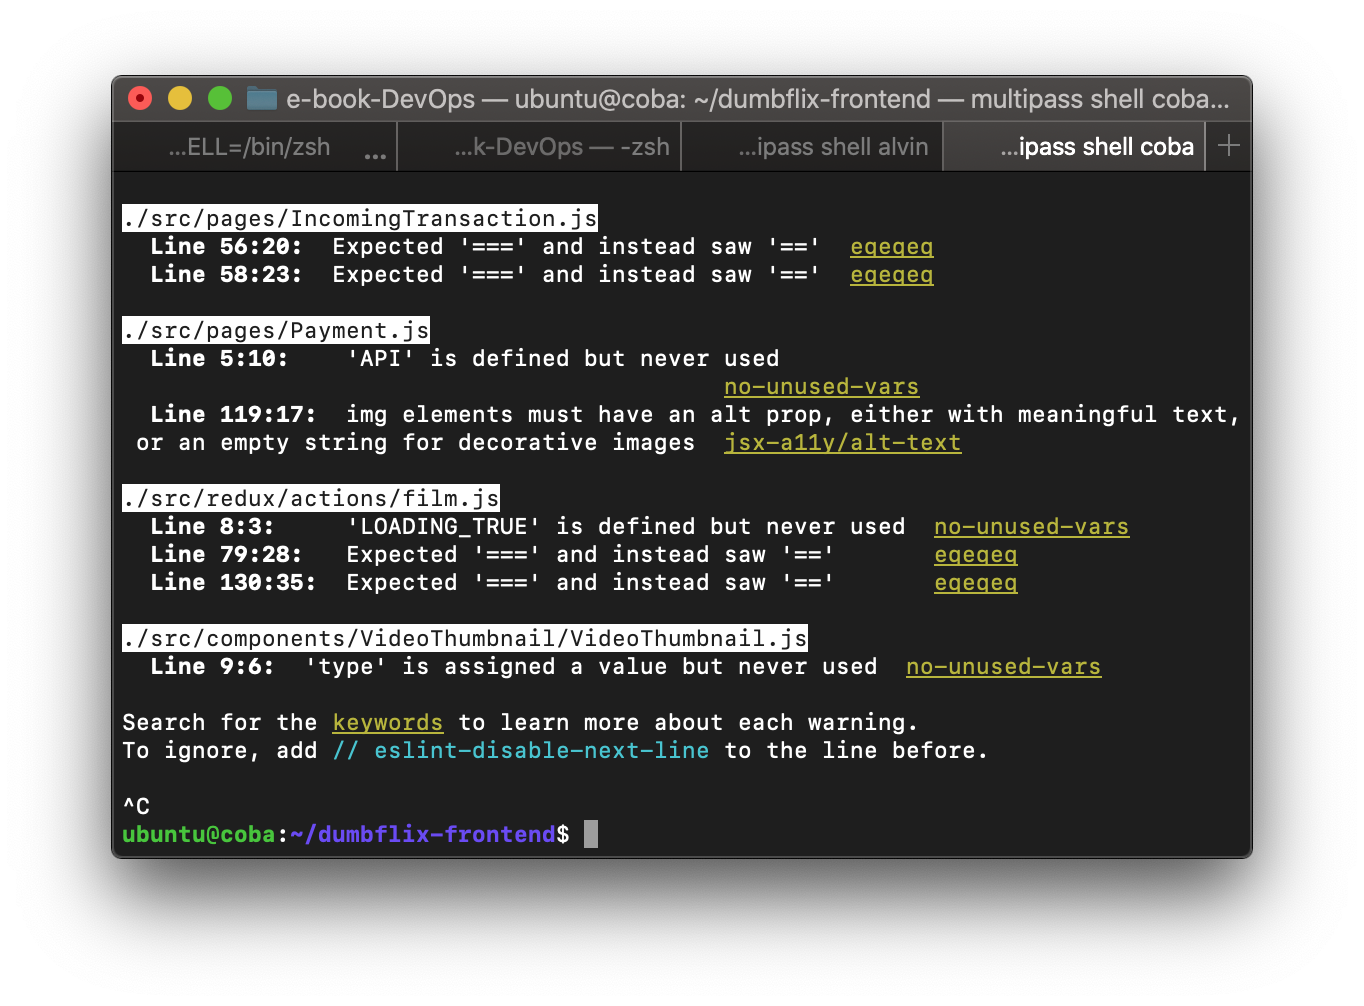 e-book-DevOps — ubuntu@coba: ~/dumbflix-frontend — multipass shell coba...
...ELL=/bin/zsh ... ...k-DevOps — -zsh ...ipass shell alvin ...ipass shell coba +
./src/pages/IncomingTransaction.js
Line 56:20: Expected '===' and instead saw '==' eqeqeq
Line 58:23: Expected '===' and instead saw '==' eqeqeq
./src/pages/Payment.js
Line 5:10: 'API' is defined but never used
no-unused-vars
Line 119:17: img elements must have an alt prop, either with meaningful text,
or an empty string for decorative images jsx-a11y/alt-text
./src/redux/actions/film.js
Line 8:3: 'LOADING_TRUE' is defined but never used no-unused-vars
Line 79:28: Expected '===' and instead saw '==' eqeqeq
Line 130:35: Expected '===' and instead saw '==' eqeqeq
./src/components/VideoThumbnail/VideoThumbnail.js
Line 9:6: 'type' is assigned a value but never used no-unused-vars
Search for the keywords to learn more about each warning.
To ignore, add // eslint-disable-next-line to the line before.
^C
ubuntu@coba:~/dumbflix-frontend$